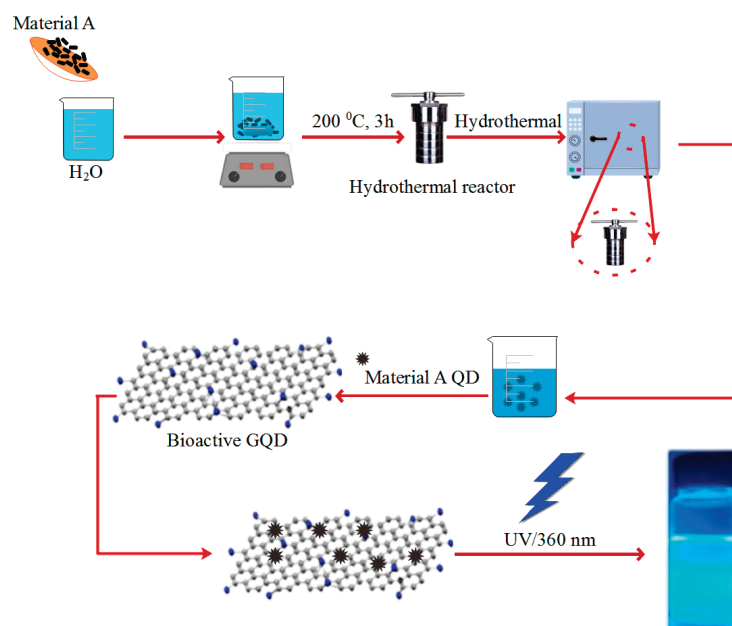 Material A
H₂O
200 ⁰C, 3h
Hydrothermal
Hydrothermal reactor
Material A QD
Bioactive GQD
UV/360 nm